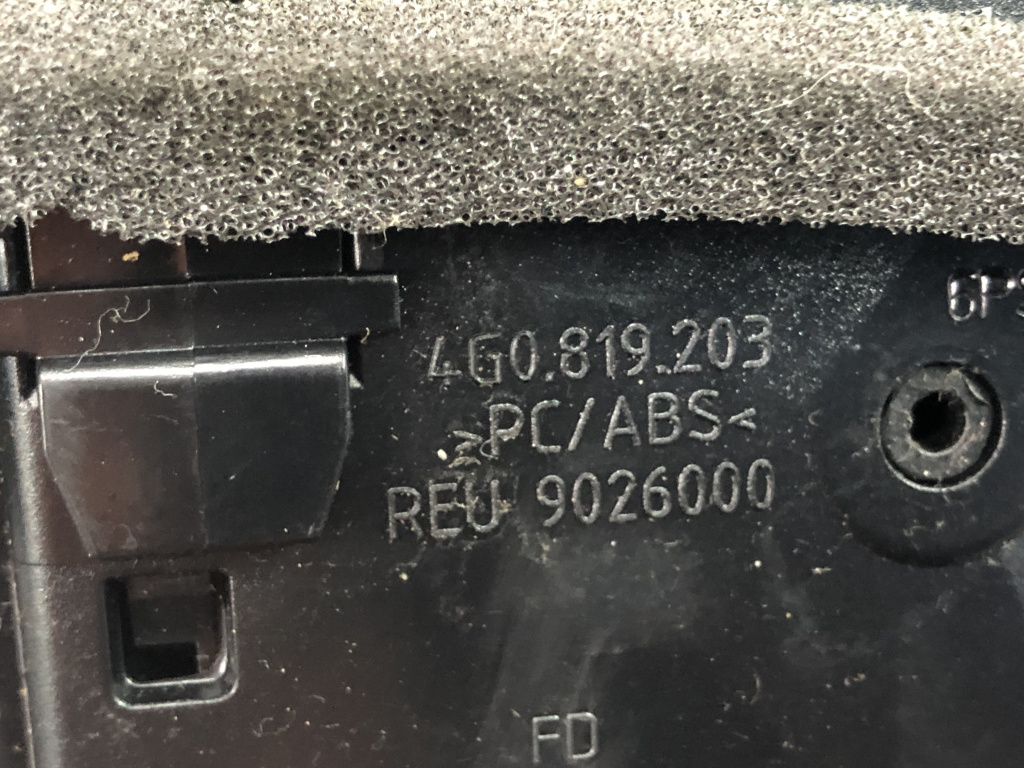 4G0.819.203
>PC/ABS<
REU 9026000
FD